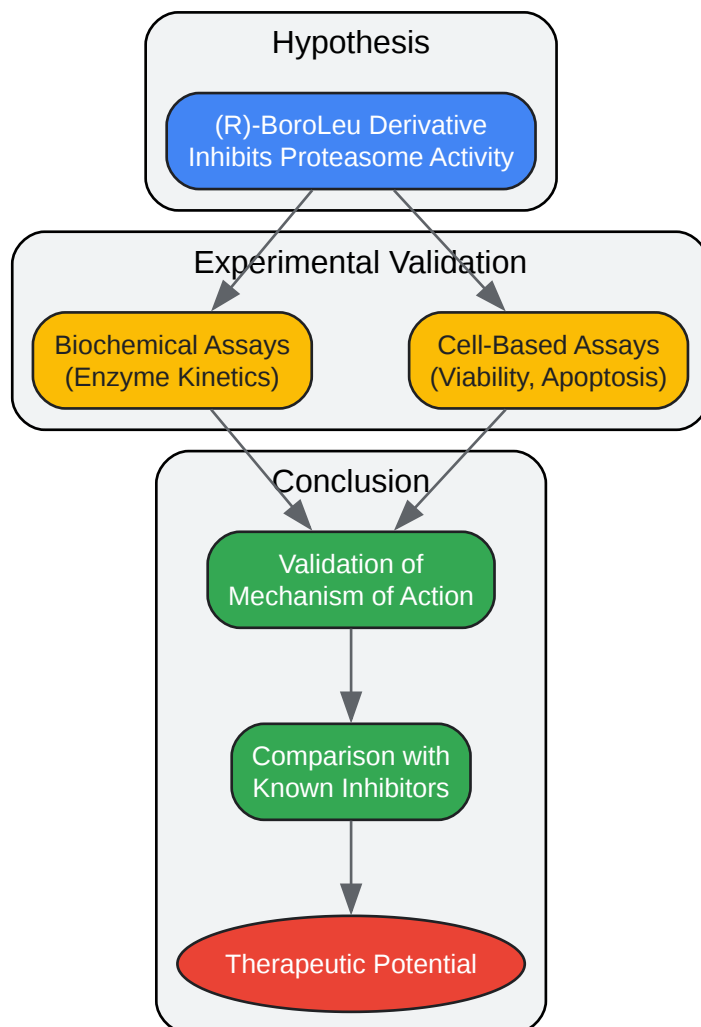 Hypothesis
(R)-BoroLeu Derivative
Inhibits Proteasome Activity
Experimental Validation
Biochemical Assays
(Enzyme Kinetics)
Cell-Based Assays
(Viability, Apoptosis)
Conclusion
Validation of
Mechanism of Action
Comparison with
Known Inhibitors
Therapeutic Potential